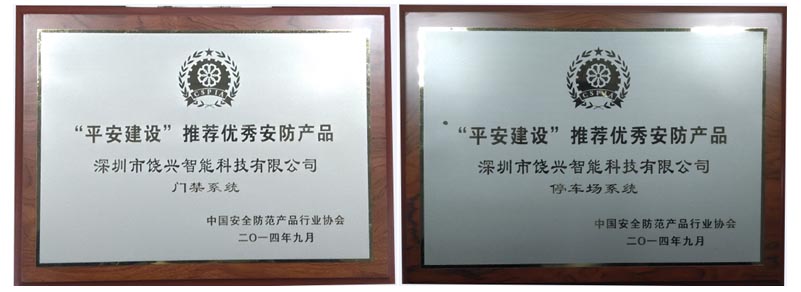 CSPIA
“平安建设”推荐优秀安防产品
深圳市饶兴智能科技有限公司
门禁系统
中国安全防范产品行业协会
二〇一四年九月
CSPIA
“平安建设”推荐优秀安防产品
深圳市饶兴智能科技有限公司
停车场系统
中国安全防范产品行业协会
二〇一四年九月